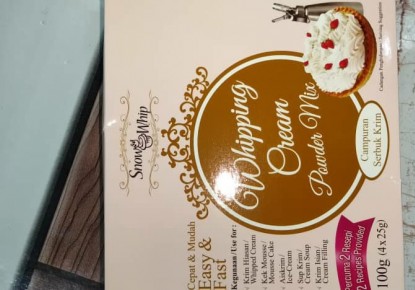 Snow & Whip
Cepat & Mudah
Easy &
Fast
Whipping
Cream
Powder Mix
Campuran
Serbuk Krim
Kegunaan /Use for :
• Krim Hiasan/
Whipped Cream
• Kek Mousse/
Mousse Cake
• Aiskrim/
Ice-Cream
• Sup Krim/
Cream Soup
• Krim Isian/
Cream Filling
Percuma 2 Resepi
2 Recipes Provided
100g (4 x 25g)